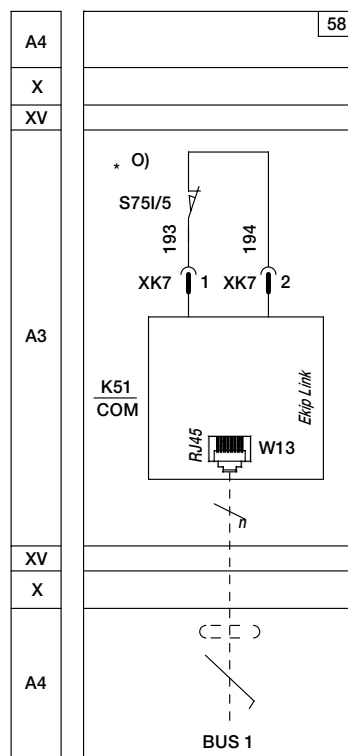 58
A4
X
XV
* O)
S75I/5
193
194
XK7 1 XK7 2
A3
K51
COM
Ekip Link
RJ45
W13
n
XV
X
A4
BUS 1